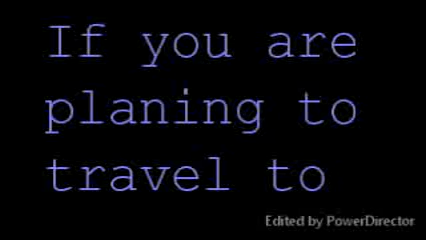 If you are
planing to
travel to
Edited by PowerDirector